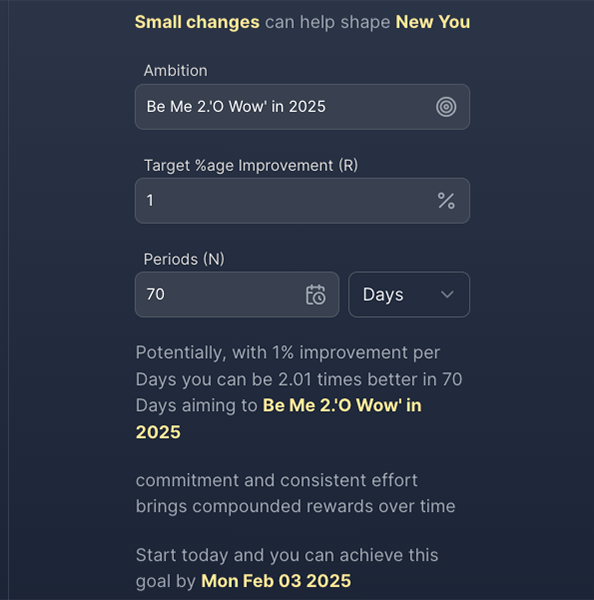 Small changes can help shape New You
Ambition
Be Me 2.'O Wow' in 2025
Target %age Improvement (R)
1
Periods (N)
70
Days
Potentially, with 1% improvement per
Days you can be 2.01 times better in 70
Days aiming to Be Me 2.'O Wow' in
2025
commitment and consistent effort
brings compounded rewards over time
Start today and you can achieve this
goal by Mon Feb 03 2025